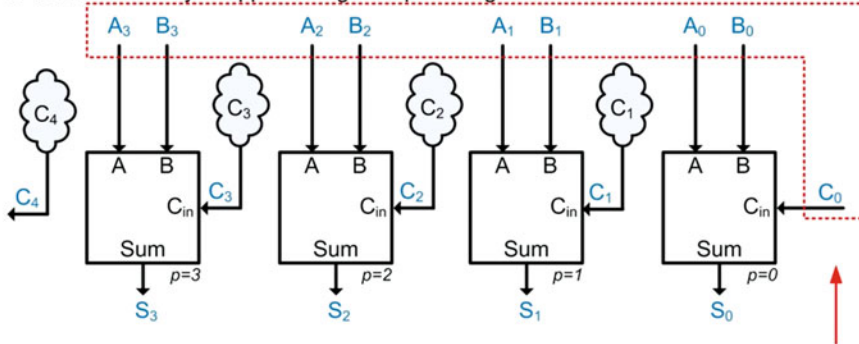 A₃ B₃ A₂ B₂ A₁ B₁ A₀ B₀
C₄ C₃ C₂ C₁
A B A B A B A B
C₄ Cin C₃ Cin C₂ Cin C₁ Cin C₀
Sum Sum Sum Sum
p=3 p=2 p=1 p=0
S₃ S₂ S₁ S₀